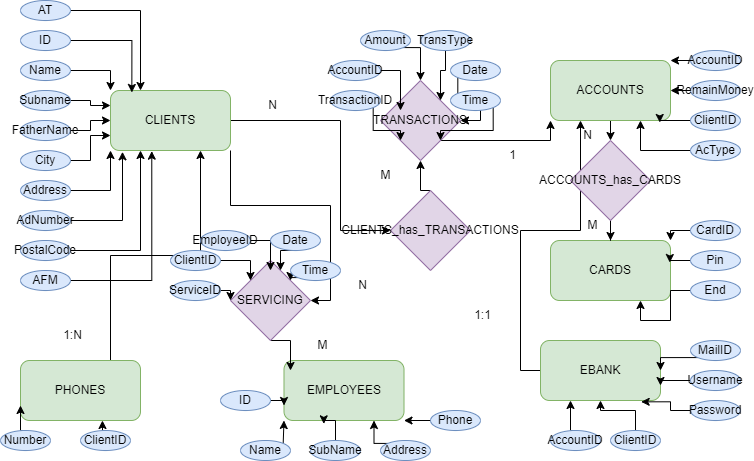 AT
ID
Name
Subname
FatherName
City
Address
AdNumber
PostalCode
AFM
CLIENTS
N
Amount
TransType
AccountID
Date
TransactionID
Time
TRANSACTIONS
1
M
CLIENTS_has_TRANSACTIONS
ACCOUNTS
AccountID
RemainMoney
ClientID
AcType
N
ACCOUNTS_has_CARDS
M
CARDS
CardID
Pin
End
EmployeeID
Date
ClientID
Time
ServiceID
SERVICING
N
M
1:N
1:1
PHONES
Number
ClientID
EMPLOYEES
ID
Name
SubName
Address
Phone
EBANK
MailID
Username
Password
AccountID
ClientID